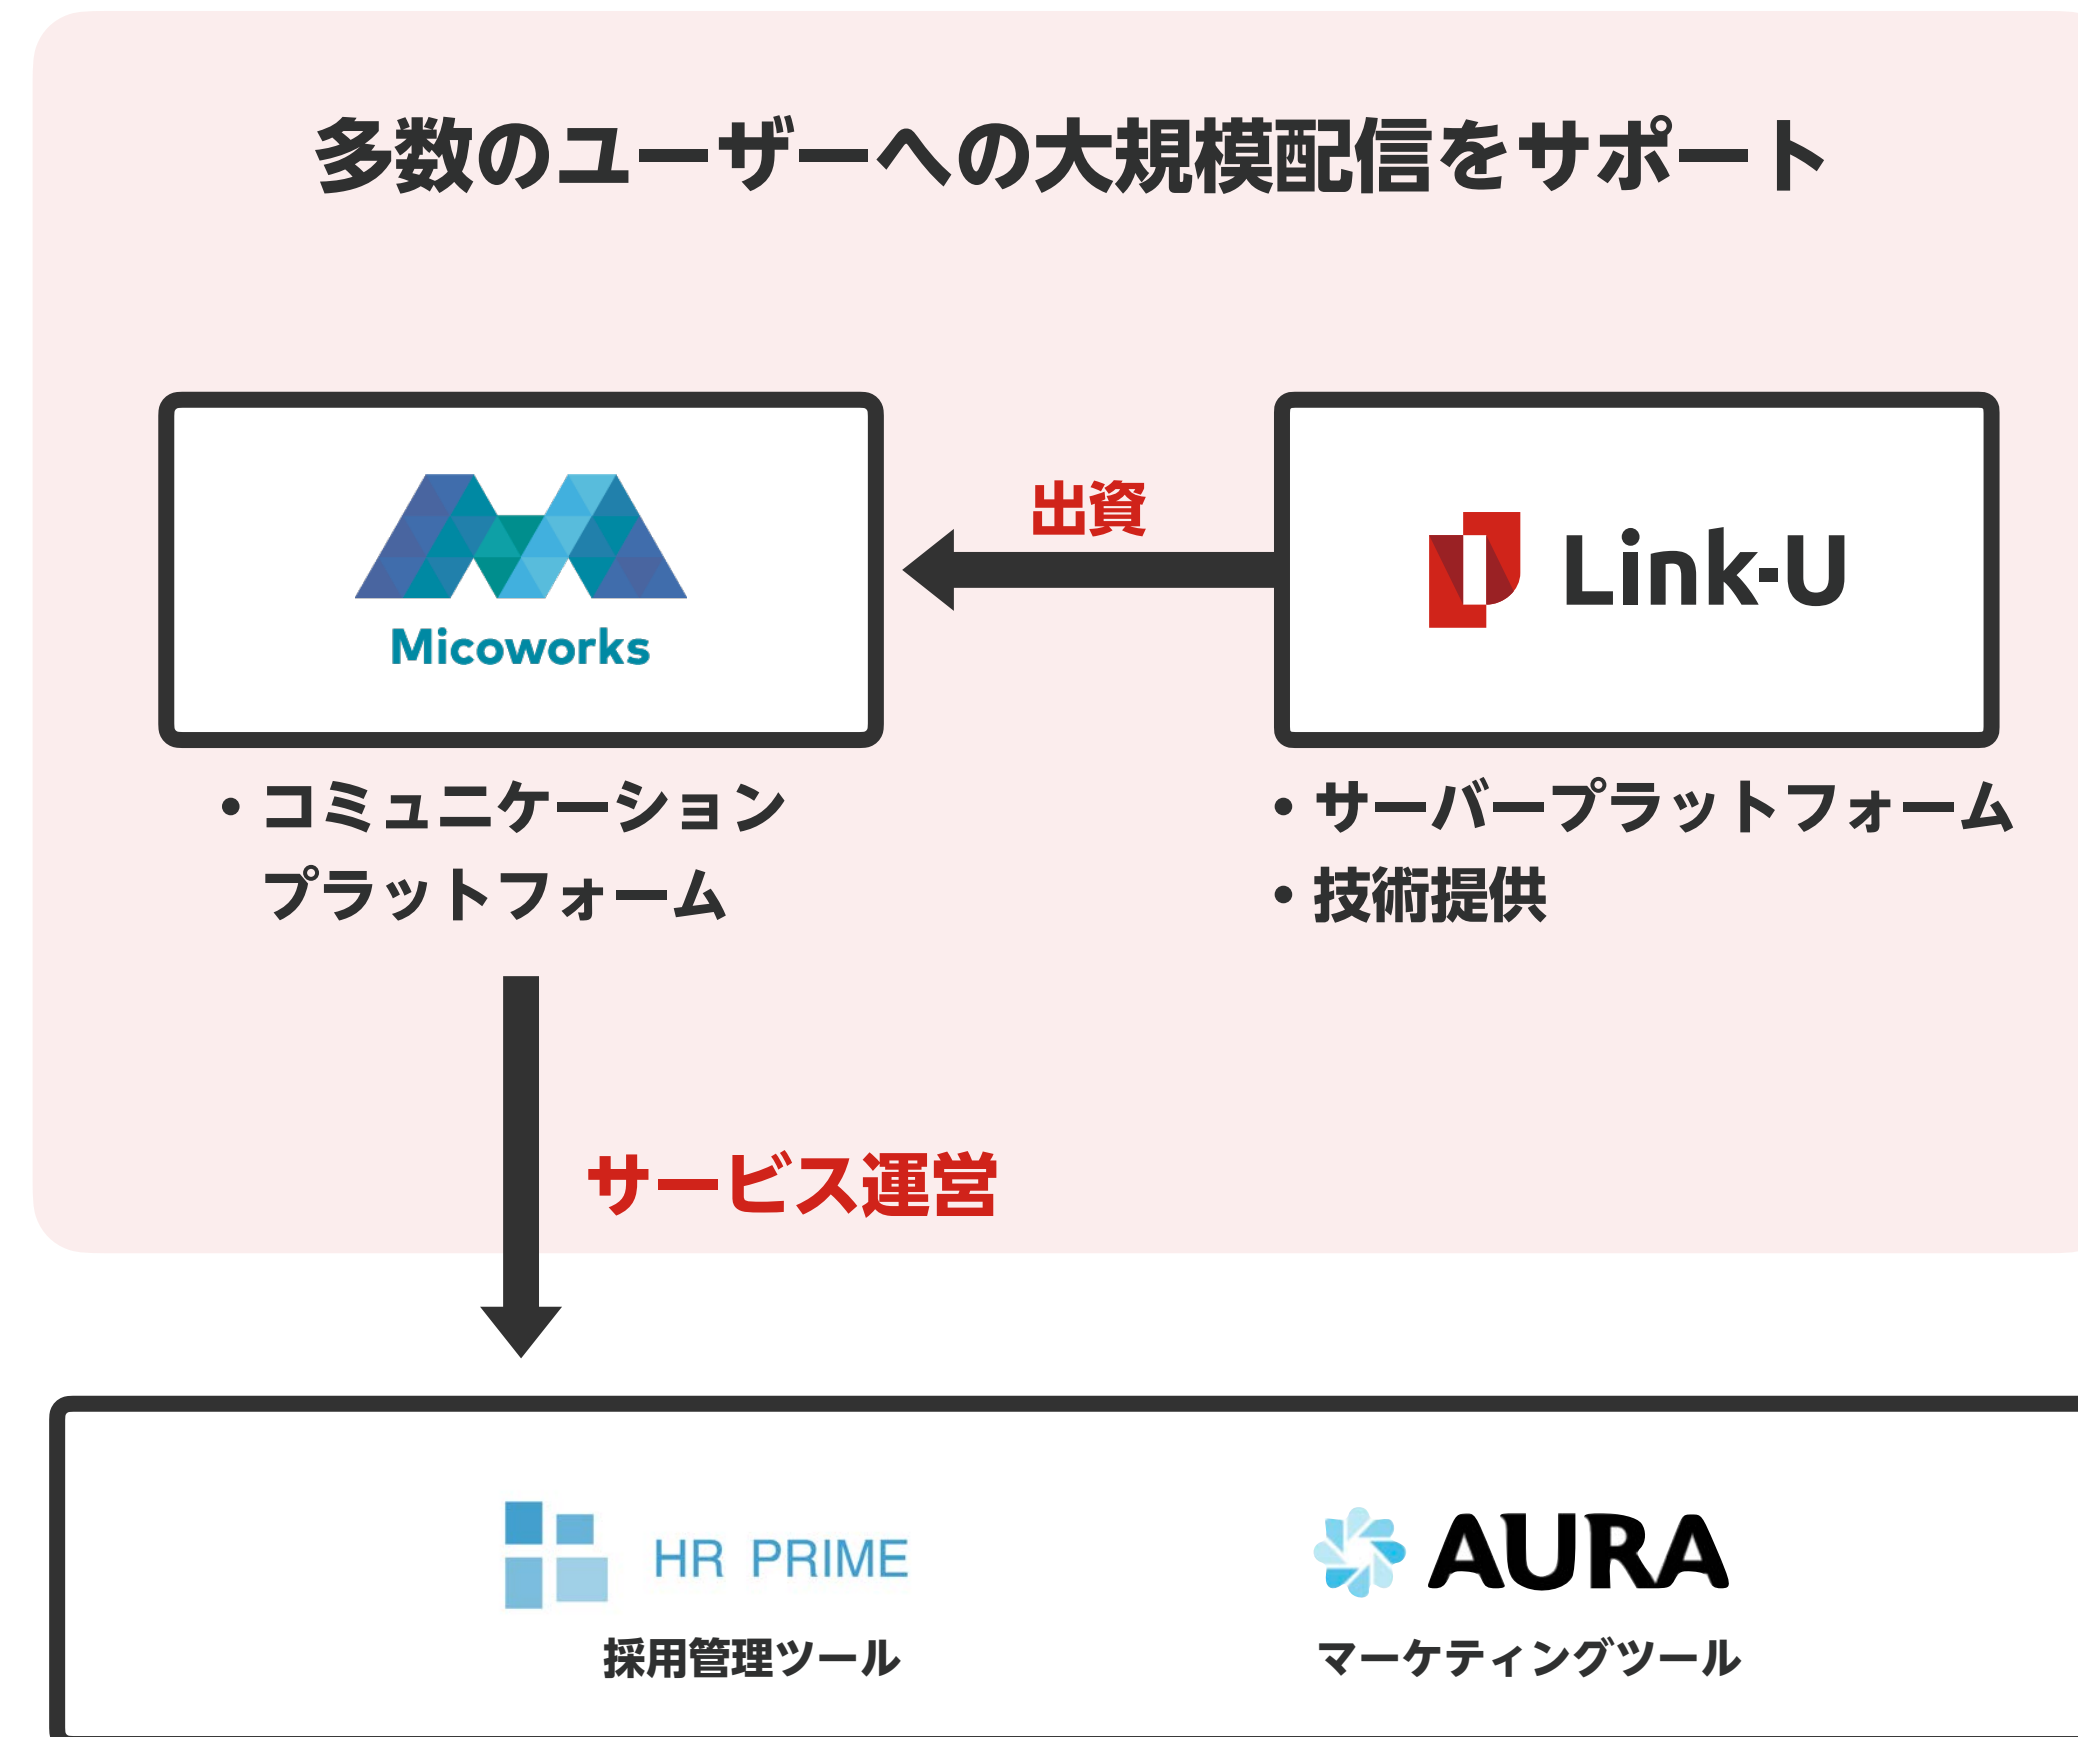 多数のユーザーへの大規模配信をサポート
出資
Micoworks
Link-U
・コミュニケーション
プラットフォーム
・サーバープラットフォーム
・技術提供
サービス運営
HR PRIME
AURA
採用管理ツール
マーケティングツール